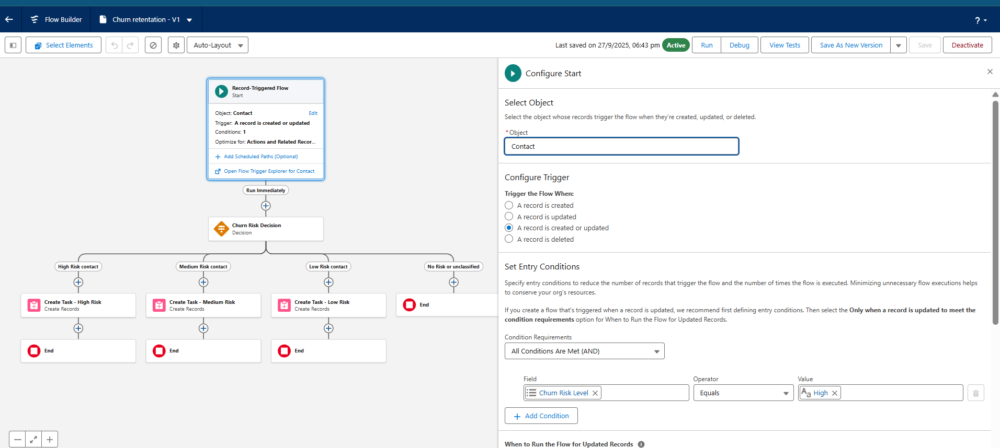 Flow Builder
Churn retentation - V1
?
Select Elements
Auto-Layout
Last saved on 27/9/2025, 06:43 pm
Active
Run
Debug
View Tests
Save As New Version
Save
Deactivate
Record-Triggered Flow
Start
Object: Contact
Edit
Trigger: A record is created or updated
Conditions: 1
Optimize for: Actions and Related Recor...
Add Scheduled Paths (Optional)
Open Flow Trigger Explorer for Contact
Run Immediately
Churn Risk Decision
Decision
High Risk contact
Medium Risk contact
Low Risk contact
No Risk or unclassified
Create Task - High Risk
Create Records
Create Task - Medium Risk
Create Records
Create Task - Low Risk
Create Records
End
End
End
End
Configure Start
Select Object
Select the object whose records trigger the flow when they're created, updated, or deleted.
*Object
Contact
Configure Trigger
Trigger the Flow When:
A record is created
A record is updated
A record is created or updated
A record is deleted
Set Entry Conditions
Specify entry conditions to reduce the number of records that trigger the flow and the number of times the flow is executed. Minimizing unnecessary flow executions helps
to conserve your org's resources.
If you create a flow that's triggered when a record is updated, we recommend first defining entry conditions. Then select the Only when a record is updated to meet the
condition requirements option for When to Run the Flow for Updated Records.
Condition Requirements
All Conditions Are Met (AND)
Field
Operator
Value
Churn Risk Level
Equals
Aa High
Add Condition
When to Run the Flow for Updated Records